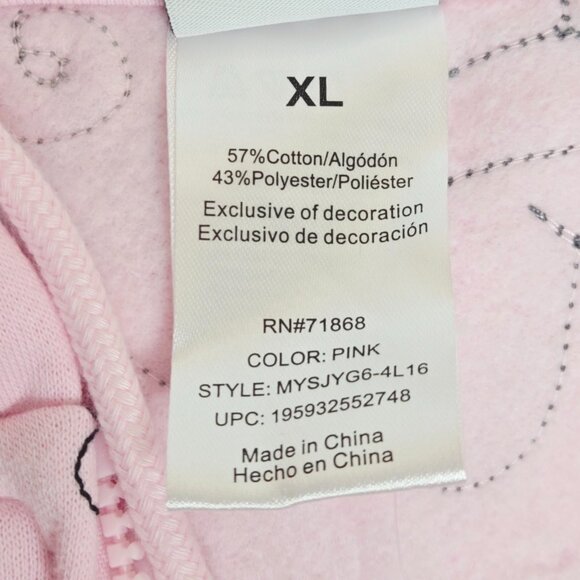 XL
57%Cotton/Algódón
43%Polyester/Poliéster
Exclusive of decoration
Exclusivo de decoración
RN#71868
COLOR: PINK
STYLE: MYSJYG6-4L16
UPC: 195932552748
Made in China
Hecho en China